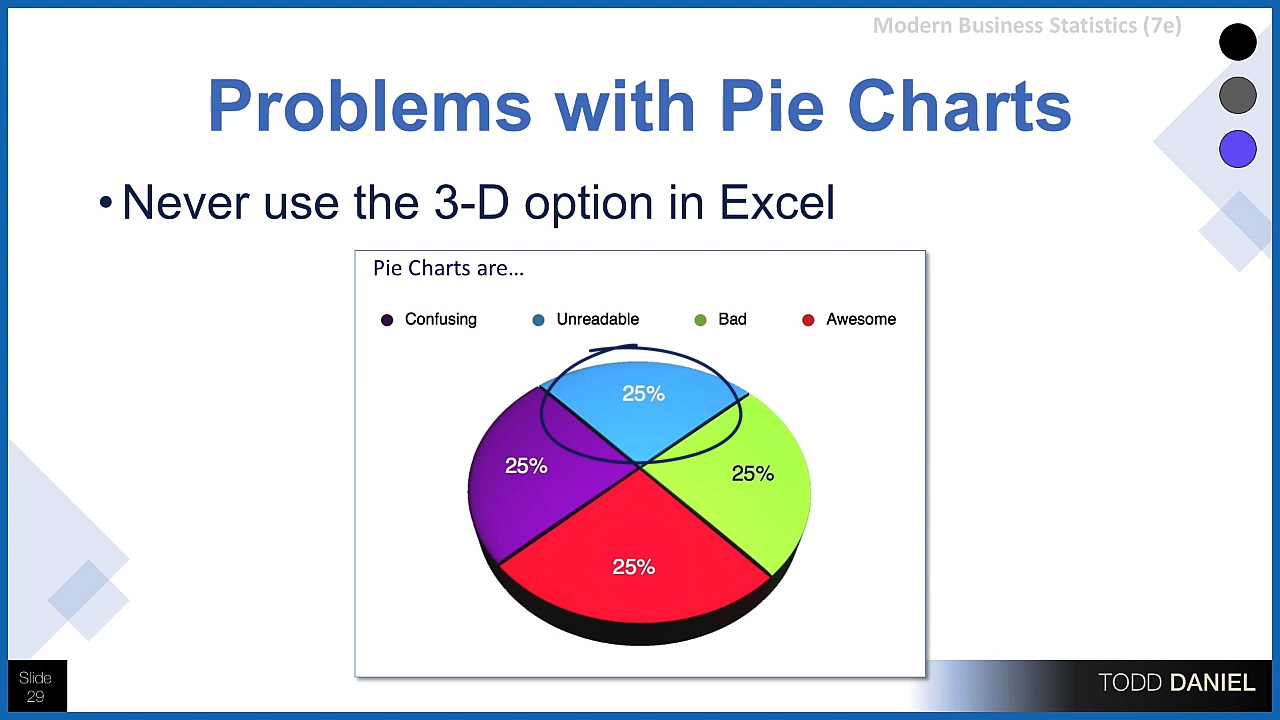 Modern Business Statistics (7e)
Problems with Pie Charts
• Never use the 3-D option in Excel
Pie Charts are...
Confusing Unreadable Bad Awesome
25%
25%
25%
25%
Slide
29
TODD DANIEL